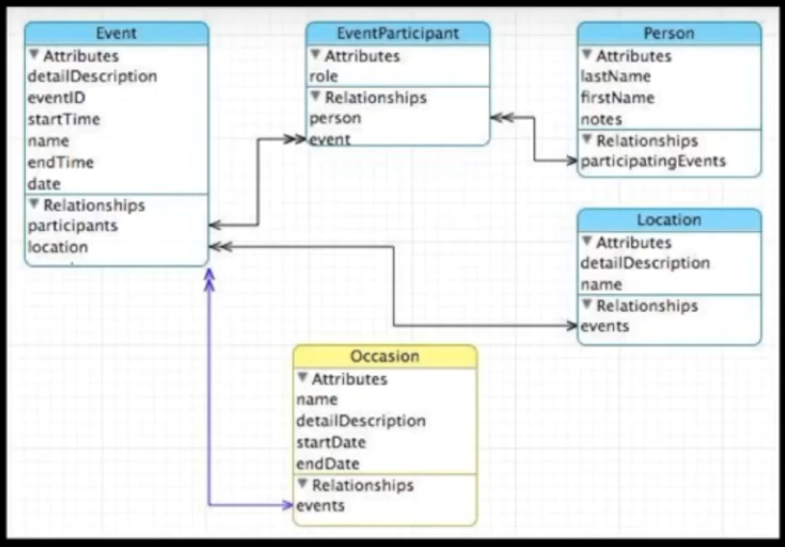 Event
Attributes
detailDescription
eventID
startTime
name
endTime
date
Relationships
participants
location
EventParticipant
Attributes
role
Relationships
person
event
Person
Attributes
lastName
firstName
notes
Relationships
participatingEvents
Location
Attributes
detailDescription
name
Relationships
events
Occasion
Attributes
name
detailDescription
startDate
endDate
Relationships
events